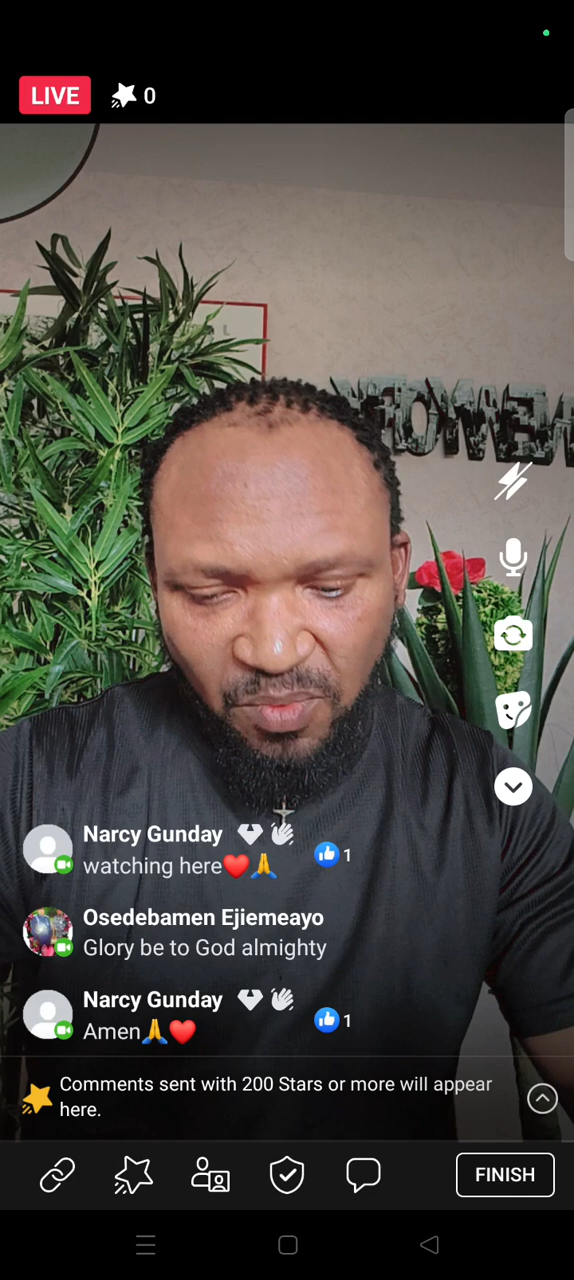 LIVE
0
L
Narcy Gunday
watching here❤️🙏
1
Osedebamen Ejiemeayo
Glory be to God almighty
Narcy Gunday
Amen🙏❤️
1
Comments sent with 200 Stars or more will appear
here.
FINISH